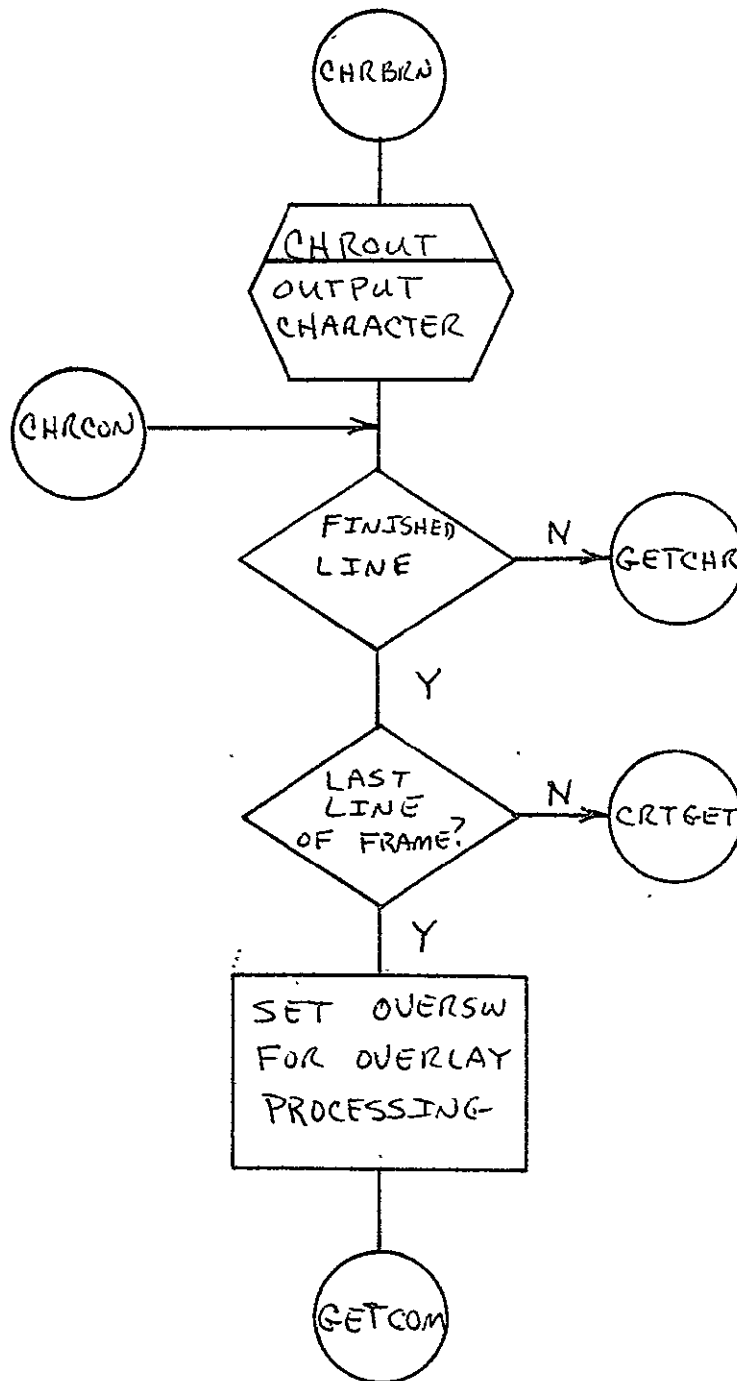 CHRBRN
CHROUT
OUTPUT
CHARACTER
CHRCON
FINISHED
LINE
N
GETCHR
Y
LAST
LINE
OF FRAME?
N
CRTGET
Y
SET OVERSW
FOR OVERLAY
PROCESSING
GETCOM